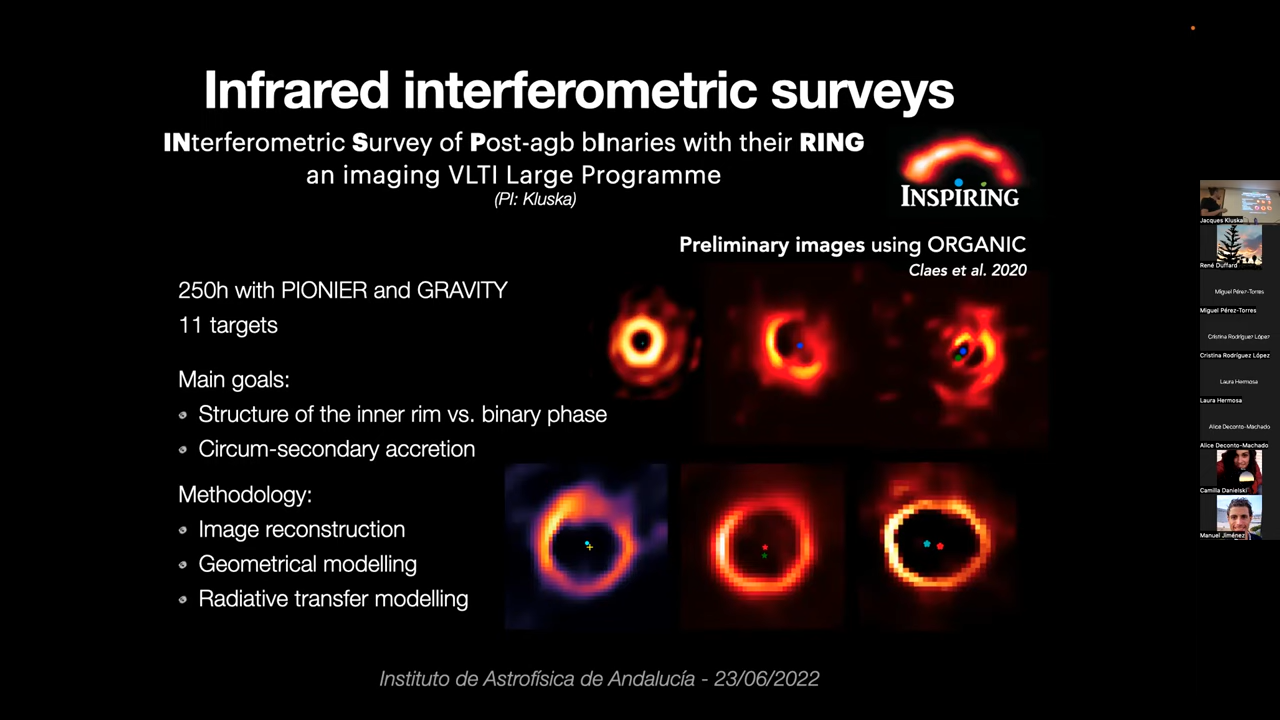 Infrared interferometric surveys
INterferometric Survey of Post-agb bInaries with their RING
an imaging VLTI Large Programme
(PI: Kluska)
INSPIRING
Preliminary images using ORGANIC
Claes et al. 2020
250h with PIONIER and GRAVITY
11 targets
Main goals:
Structure of the inner rim vs. binary phase
Circum-secondary accretion
Methodology:
Image reconstruction
Geometrical modelling
Radiative transfer modelling
Instituto de Astrofísica de Andalucía - 23/06/2022
Jacques Kluska
René Duffard
Miguel Pérez-Torres
Miguel Pérez-Torres
Cristina Rodríguez López
Cristina Rodríguez López
Laura Hermosa
Laura Hermosa
Alice Deconto-Machado
Alice Deconto-Machado
Camilla Danielski
Manuel Jiménez